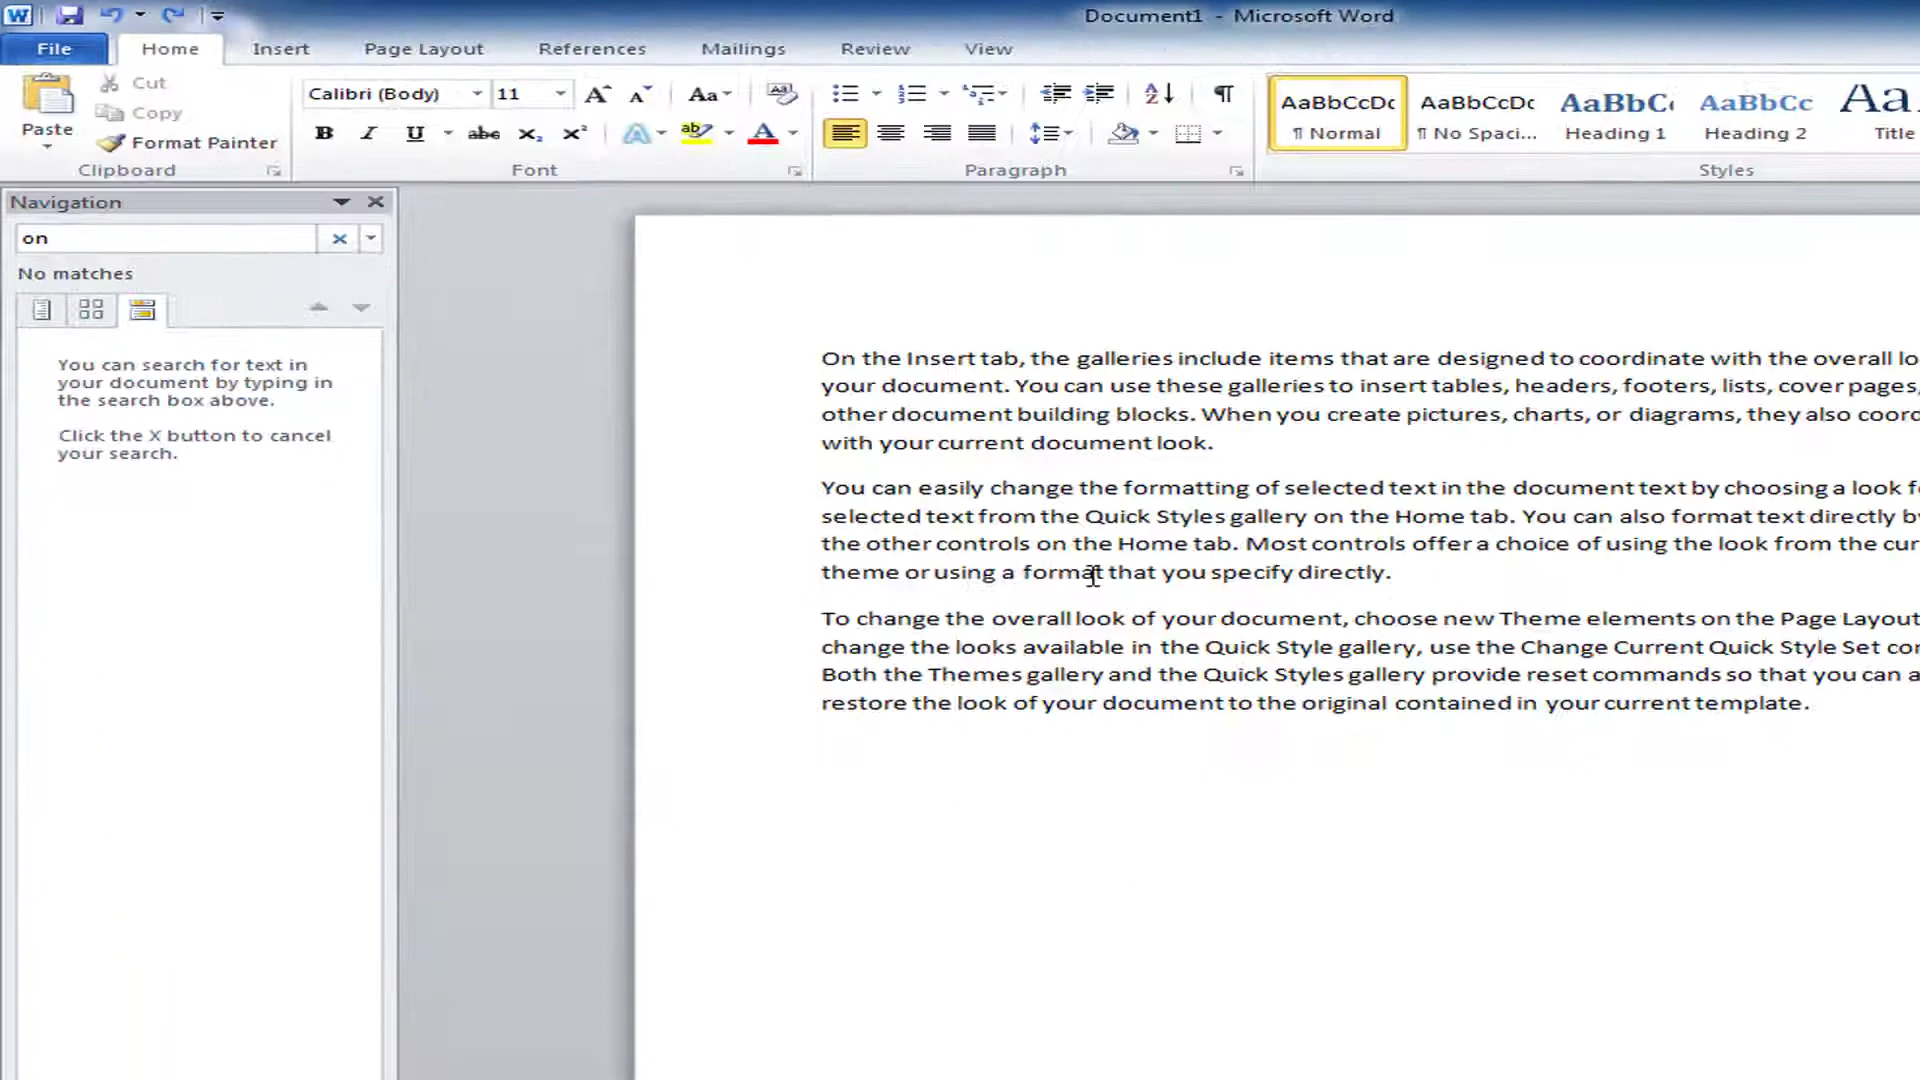 Document1 - Microsoft Word
File Home Insert Page Layout References Mailings Review View
Cut
Copy
Paste
Format Painter
Clipboard
Calibri (Body) 11
Aa
B I U abc X₂ X²
A ab A
Font
Paragraph
AaBbCcDc AaBbCcDc AaBbC AaBbCc Aa
¶ Normal ¶ No Spaci... Heading 1 Heading 2 Title
Styles
Navigation
on
No matches
You can search for text in
your document by typing in
the search box above.
Click the X button to cancel
your search.
On the Insert tab, the galleries include items that are designed to coordinate with the overall lo
your document. You can use these galleries to insert tables, headers, footers, lists, cover pages,
other document building blocks. When you create pictures, charts, or diagrams, they also coord
with your current document look.
You can easily change the formatting of selected text in the document text by choosing a look f
selected text from the Quick Styles gallery on the Home tab. You can also format text directly by
the other controls on the Home tab. Most controls offer a choice of using the look from the cur
theme or using a format that you specify directly.
To change the overall look of your document, choose new Theme elements on the Page Layout
change the looks available in the Quick Style gallery, use the Change Current Quick Style Set con
Both the Themes gallery and the Quick Styles gallery provide reset commands so that you can a
restore the look of your document to the original contained in your current template.